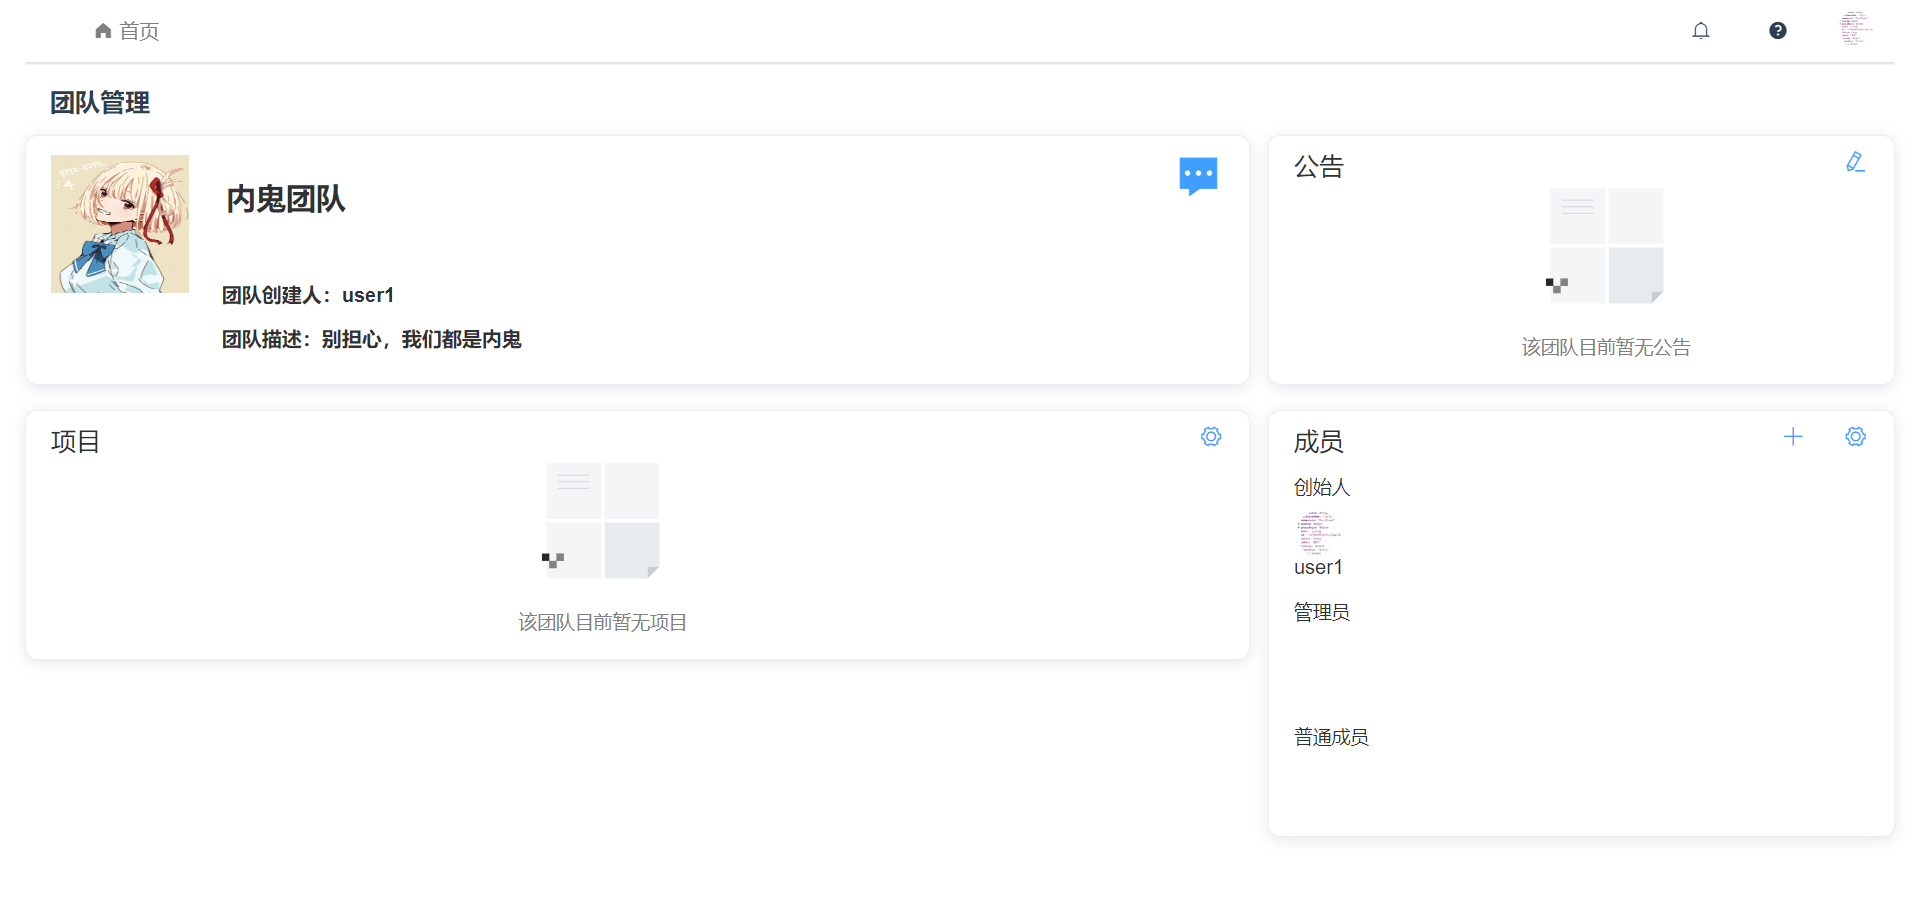 首页
团队管理
内鬼团队
团队创建人：user1
团队描述：别担心，我们都是内鬼
公告
该团队目前暂无公告
项目
该团队目前暂无项目
成员
创始人
user1
管理员
普通成员